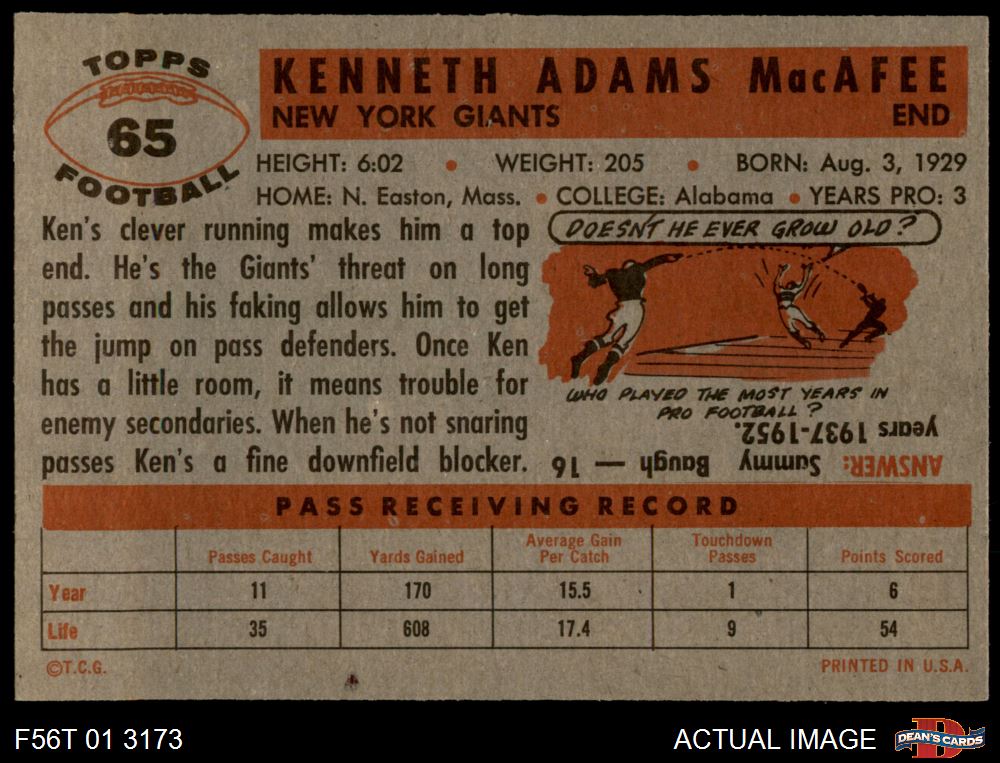 TOPPS
65
FOOTBALL
KENNETH ADAMS MacAFEE
NEW YORK GIANTS END
HEIGHT: 6:02 • WEIGHT: 205 • BORN: Aug. 3, 1929
HOME: N. Easton, Mass. • COLLEGE: Alabama • YEARS PRO: 3
Ken's clever running makes him a top
end. He's the Giants' threat on long
passes and his faking allows him to get
the jump on pass defenders. Once Ken
has a little room, it means trouble for
enemy secondaries. When he's not snaring
passes Ken's a fine downfield blocker.
DOESN'T HE EVER GROW OLD?
WHO PLAYED THE MOST YEARS IN
PRO FOOTBALL?
ANSWER: Sammy Baugh — 16
years 1937-1952.
PASS RECEIVING RECORD
Passes Caught Yards Gained Average Gain Per Catch Touchdown Passes Points Scored
Year 11 170 15.5 1 6
Life 35 608 17.4 9 54
©T.C.G. PRINTED IN U.S.A.
F56T 01 3173 ACTUAL IMAGE DEAN'S CARDS